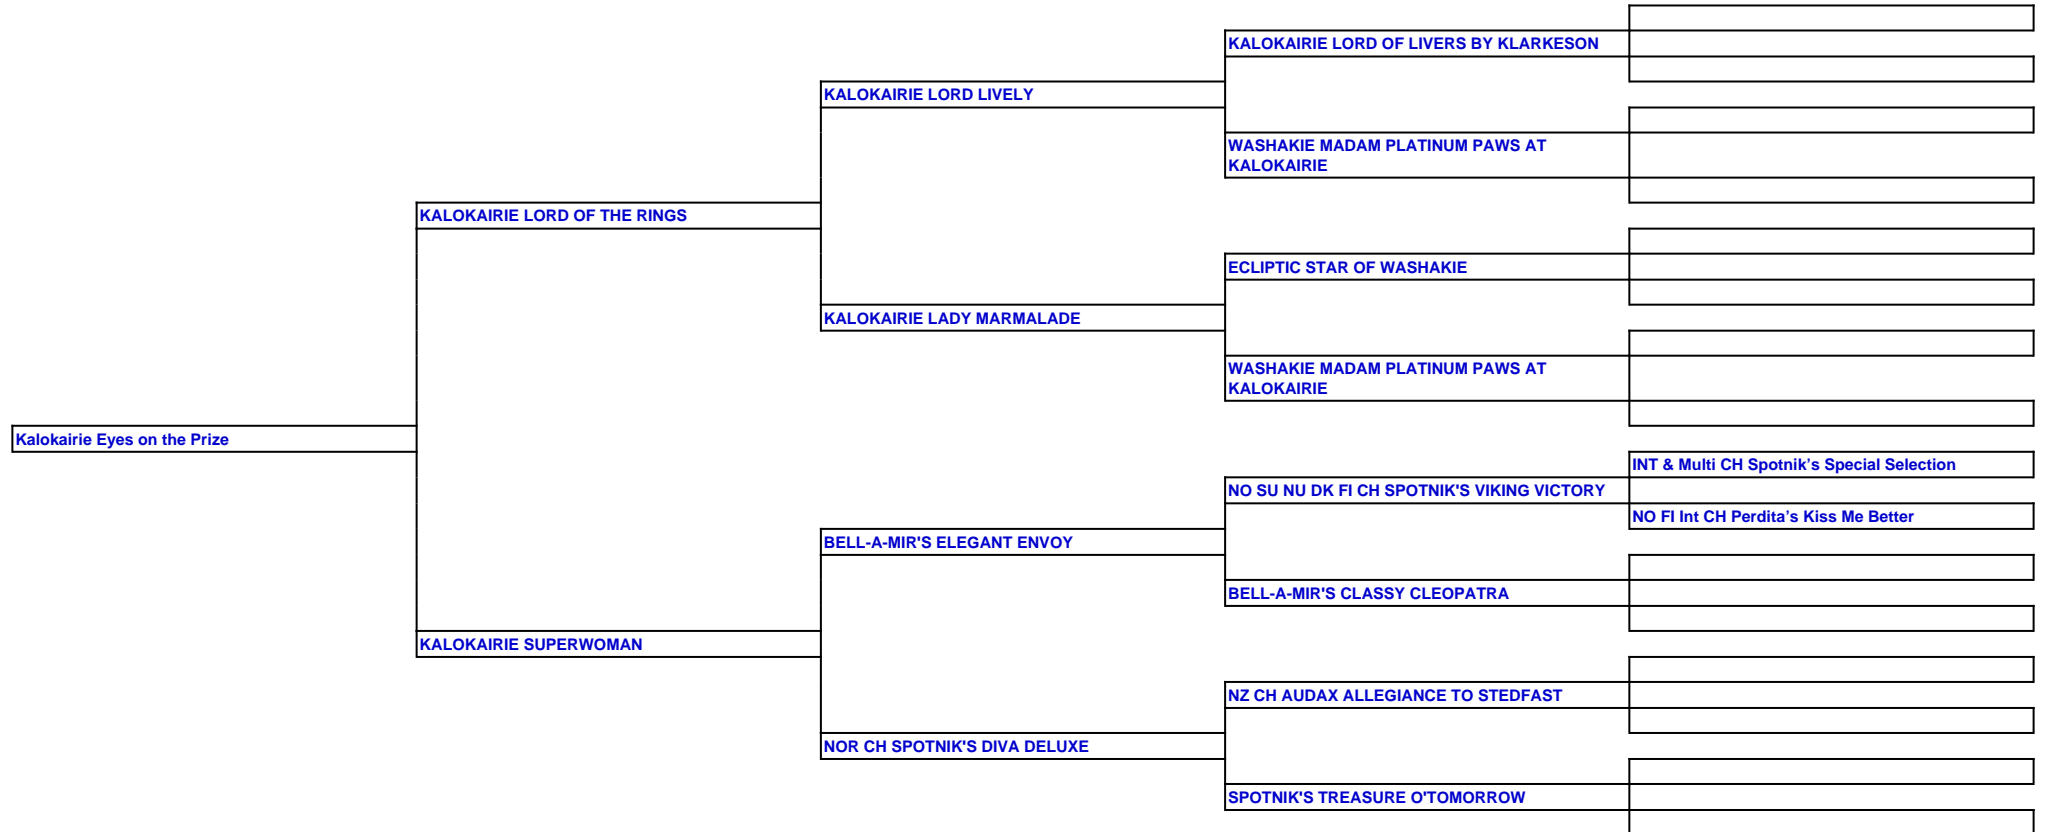 KALOKAIRIE LORD OF LIVERS BY KLARKESON
KALOKAIRIE LORD LIVELY
WASHAKIE MADAM PLATINUM PAWS AT
KALOKAIRIE
KALOKAIRIE LORD OF THE RINGS
ECLIPTIC STAR OF WASHAKIE
KALOKAIRIE LADY MARMALADE
WASHAKIE MADAM PLATINUM PAWS AT
KALOKAIRIE
Kalokairie Eyes on the Prize
INT & Multi CH Spotnik’s Special Selection
NO SU NU DK FI CH SPOTNIK'S VIKING VICTORY
NO FI Int CH Perdita’s Kiss Me Better
BELL-A-MIR'S ELEGANT ENVOY
BELL-A-MIR'S CLASSY CLEOPATRA
KALOKAIRIE SUPERWOMAN
NZ CH AUDAX ALLEGIANCE TO STEDFAST
NOR CH SPOTNIK'S DIVA DELUXE
SPOTNIK'S TREASURE O'TOMORROW